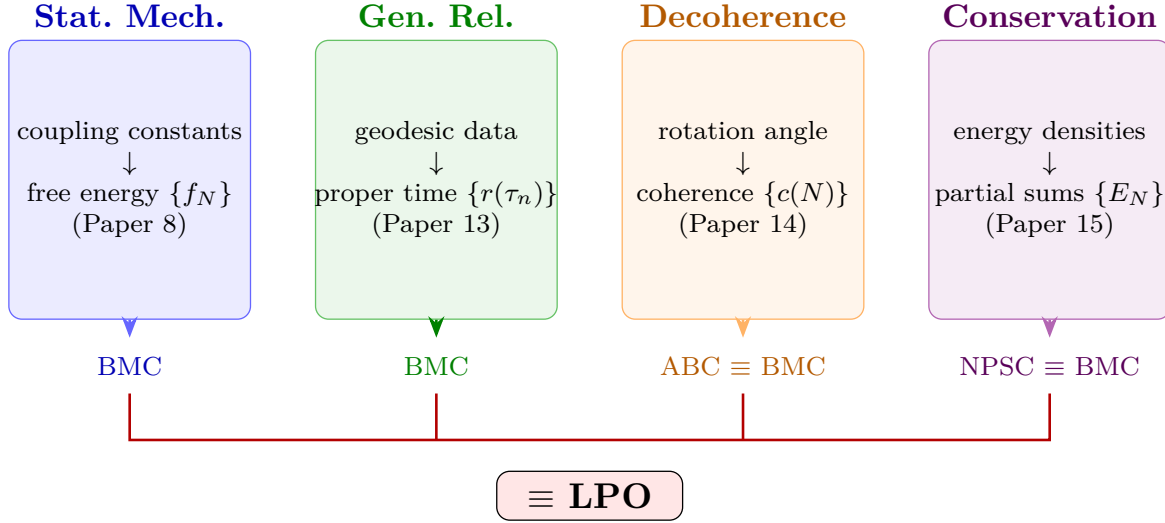 Stat. Mech.
coupling constants
↓
free energy {f_N}
(Paper 8)
BMC
Gen. Rel.
geodesic data
↓
proper time {r(τ_n)}
(Paper 13)
BMC
Decoherence
rotation angle
↓
coherence {c(N)}
(Paper 14)
ABC ≡ BMC
Conservation
energy densities
↓
partial sums {E_N}
(Paper 15)
NPSC ≡ BMC
≡ LPO